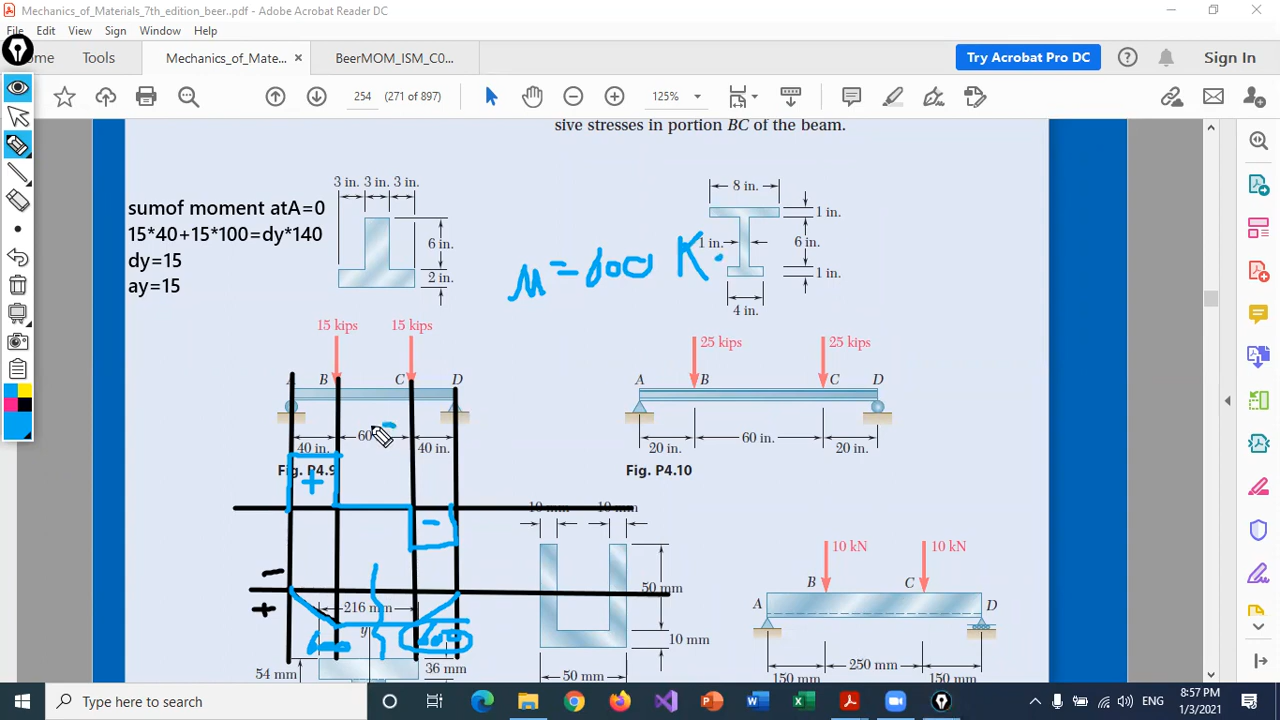 Mechanics_of_Materials_7th_edition_beer..pdf - Adobe Acrobat Reader DC
File Edit View Sign Window Help
ome Tools Mechanics_of_Mate... × BeerMOM_ISM_C0... Try Acrobat Pro DC Sign In
254 (271 of 897) 125%
sive stresses in portion BC of the beam.
3 in. 3 in. 3 in.
6 in.
2 in.
sumof moment atA=0
15*40+15*100=dy*140
dy=15
ay=15
M=600 K.
8 in.
1 in.
1 in.
6 in.
1 in.
4 in.
15 kips 15 kips
A B C D
40 in. 60 40 in.
Fig. P4.9
25 kips 25 kips
A B C D
20 in. 60 in. 20 in.
Fig. P4.10
+
-
-
+
216 mm
y
600 600
54 mm
36 mm
10 mm 10 mm
50 mm
10 mm
50 mm
10 kN 10 kN
B C
A D
250 mm
150 mm 150 mm
Type here to search
ENG
8:57 PM
1/3/2021